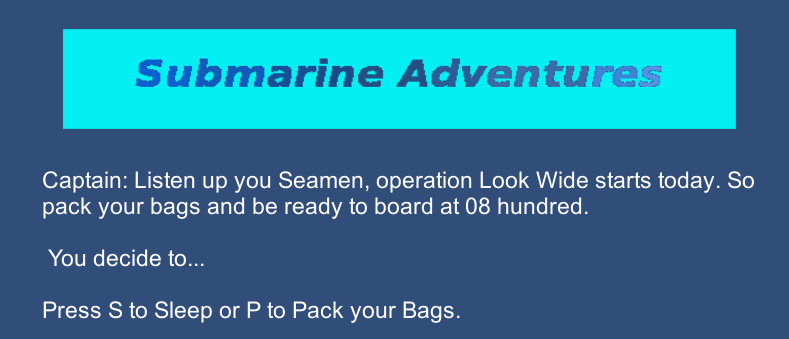 Submarine Adventures
Captain: Listen up you Seamen, operation Look Wide starts today. So
pack your bags and be ready to board at 08 hundred.
You decide to...
Press S to Sleep or P to Pack your Bags.